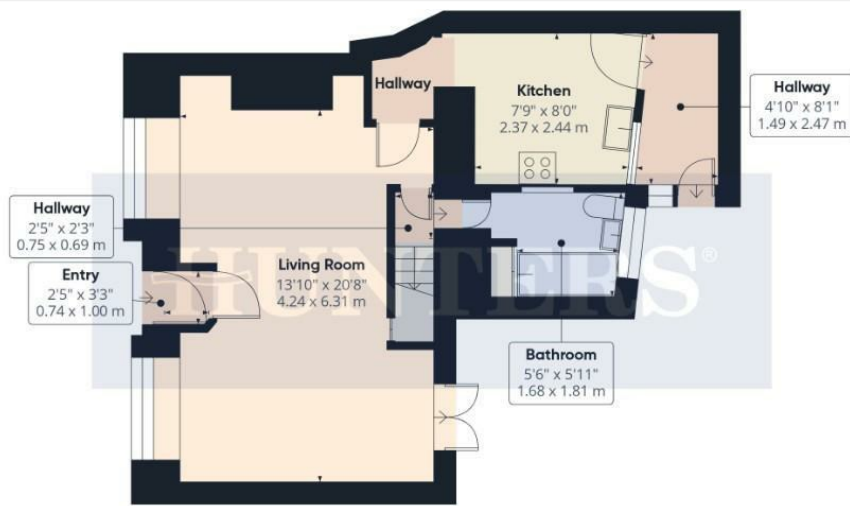 Hallway
Kitchen
7'9" x 8'0"
2.37 x 2.44 m
Hallway
4'10" x 8'1"
1.49 x 2.47 m
Hallway
2'5" x 2'3"
0.75 x 0.69 m
Entry
2'5" x 3'3"
0.74 x 1.00 m
Living Room
13'10" x 20'8"
4.24 x 6.31 m
HUNTERS®
Bathroom
5'6" x 5'11"
1.68 x 1.81 m